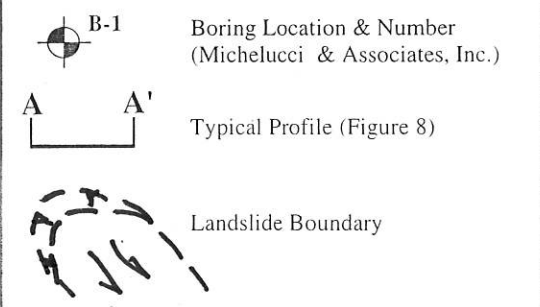 B-1 Boring Location & Number
(Michelucci & Associates, Inc.)
A A' Typical Profile (Figure 8)
Landslide Boundary